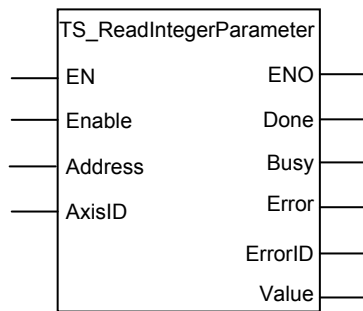 TS_ReadIntegerParameter
EN ENO
Enable Done
Address Busy
AxisID Error
ErrorID
Value